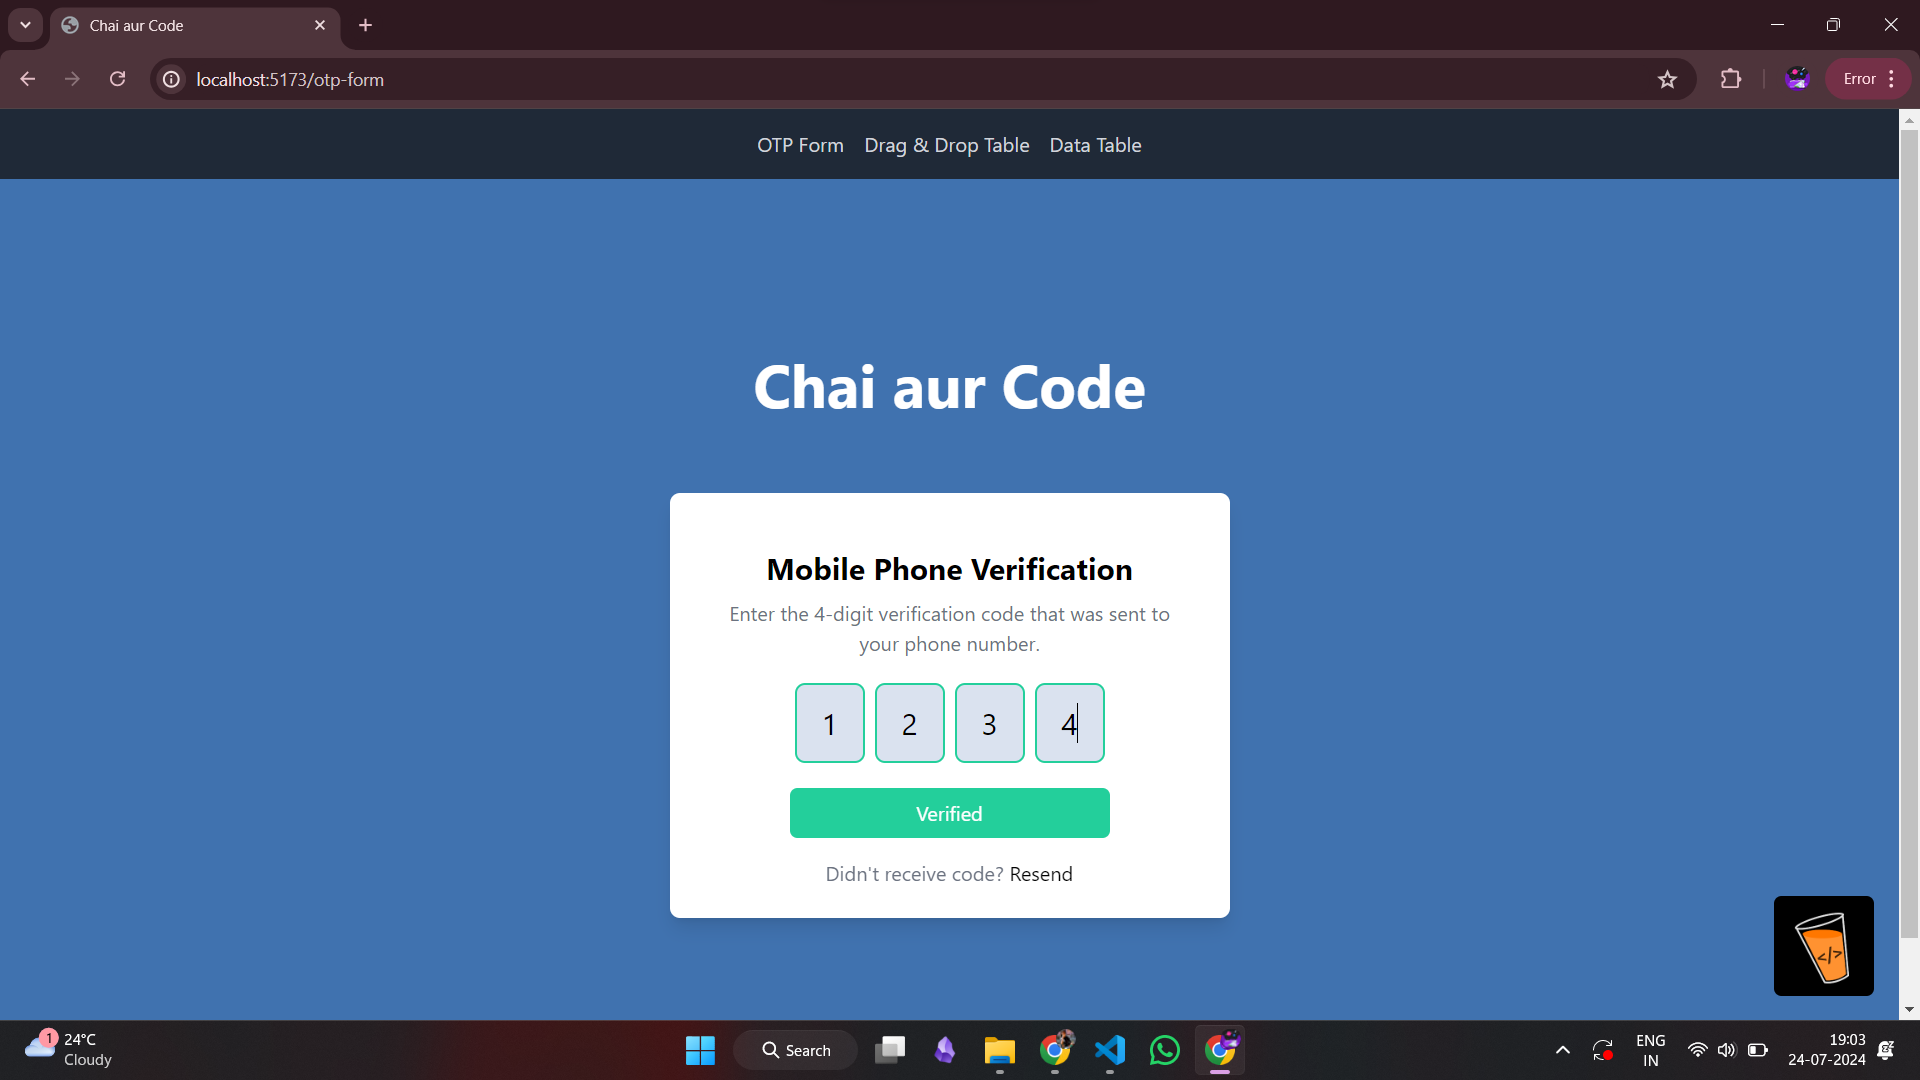 Chai aur Code
localhost:5173/otp-form
Error
OTP Form Drag & Drop Table Data Table
Chai aur Code
Mobile Phone Verification
Enter the 4-digit verification code that was sent to
your phone number.
1 2 3 4
Verified
Didn't receive code? Resend
</>
1
24°C
Cloudy
Search
ENG
IN
19:03
24-07-2024